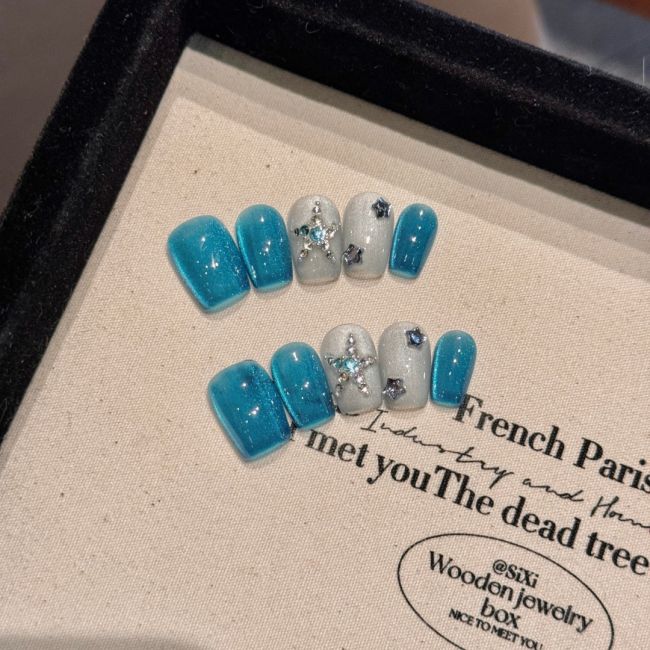 French Paris
Industry and Hom
I met youThe dead tree
@SiXi
Wooden jewelry
box
NICE TO MEET YOU